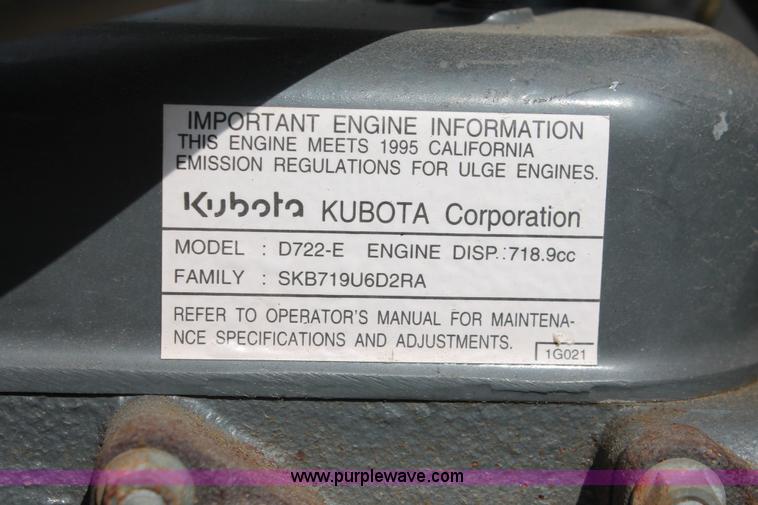 IMPORTANT ENGINE INFORMATION
THIS ENGINE MEETS 1995 CALIFORNIA
EMISSION REGULATIONS FOR ULGE ENGINES.
Kubota KUBOTA Corporation
MODEL : D722-E ENGINE DISP.:718.9cc
FAMILY : SKB719U6D2RA
REFER TO OPERATOR'S MANUAL FOR MAINTENA-
NCE SPECIFICATIONS AND ADJUSTMENTS.
1G021
www.purplewave.com